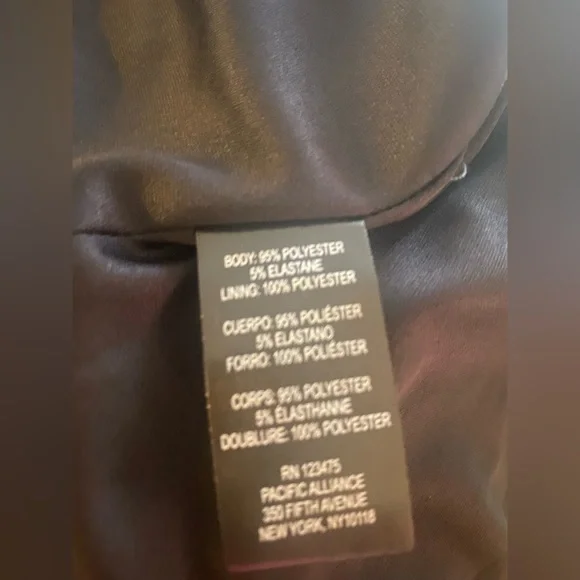 BODY: 95% POLYESTER
5% ELASTANE
LINING: 100% POLYESTER
CUERPO: 95% POLIÉSTER
5% ELASTANO
FORRO: 100% POLIÉSTER
CORPS: 95% POLYESTER
5% ÉLASTHANNE
DOUBLURE: 100% POLYESTER
RN 123475
PACIFIC ALLIANCE
350 FIFTH AVENUE
NEW YORK, NY10118